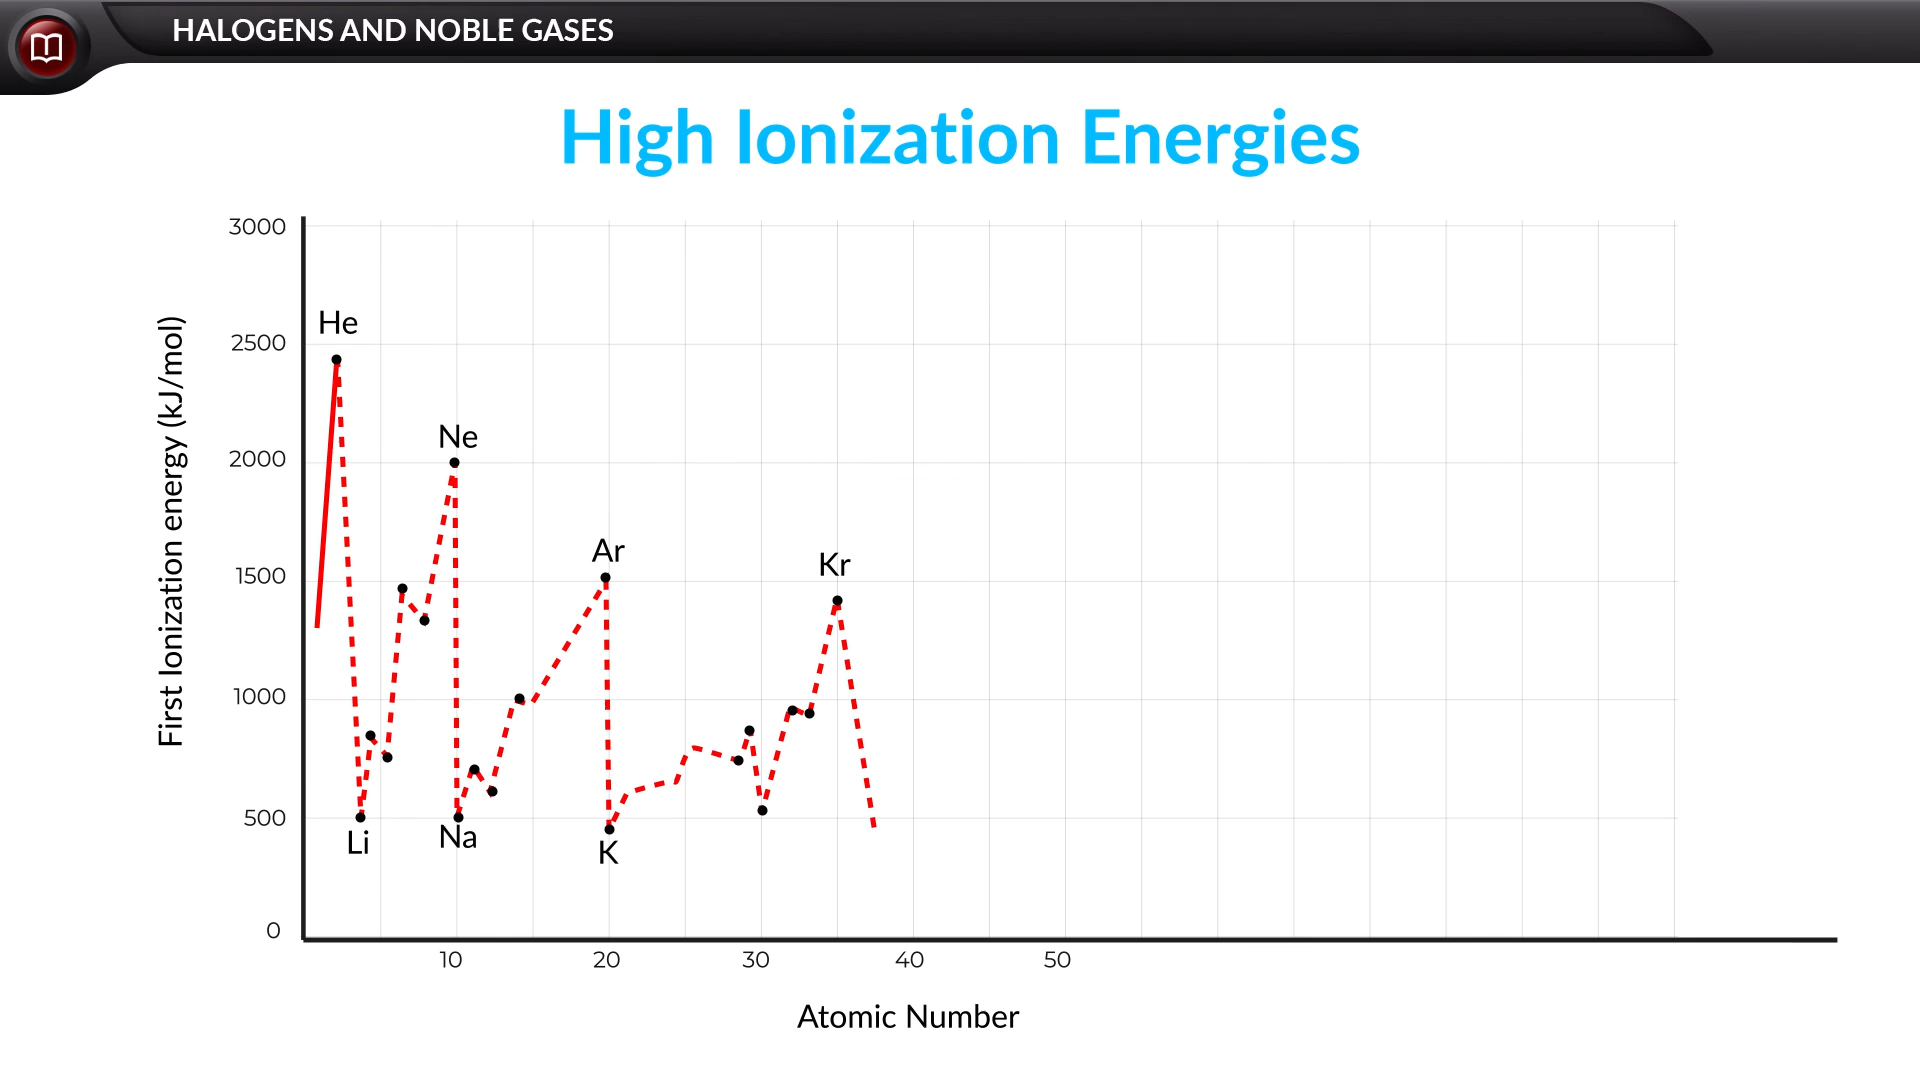 HALOGENS AND NOBLE GASES
High Ionization Energies
3000
He
2500
Ne
2000
Ar
Kr
1500
First Ionization energy (kJ/mol)
1000
500
Li
Na
K
0
10 20 30 40 50
Atomic Number